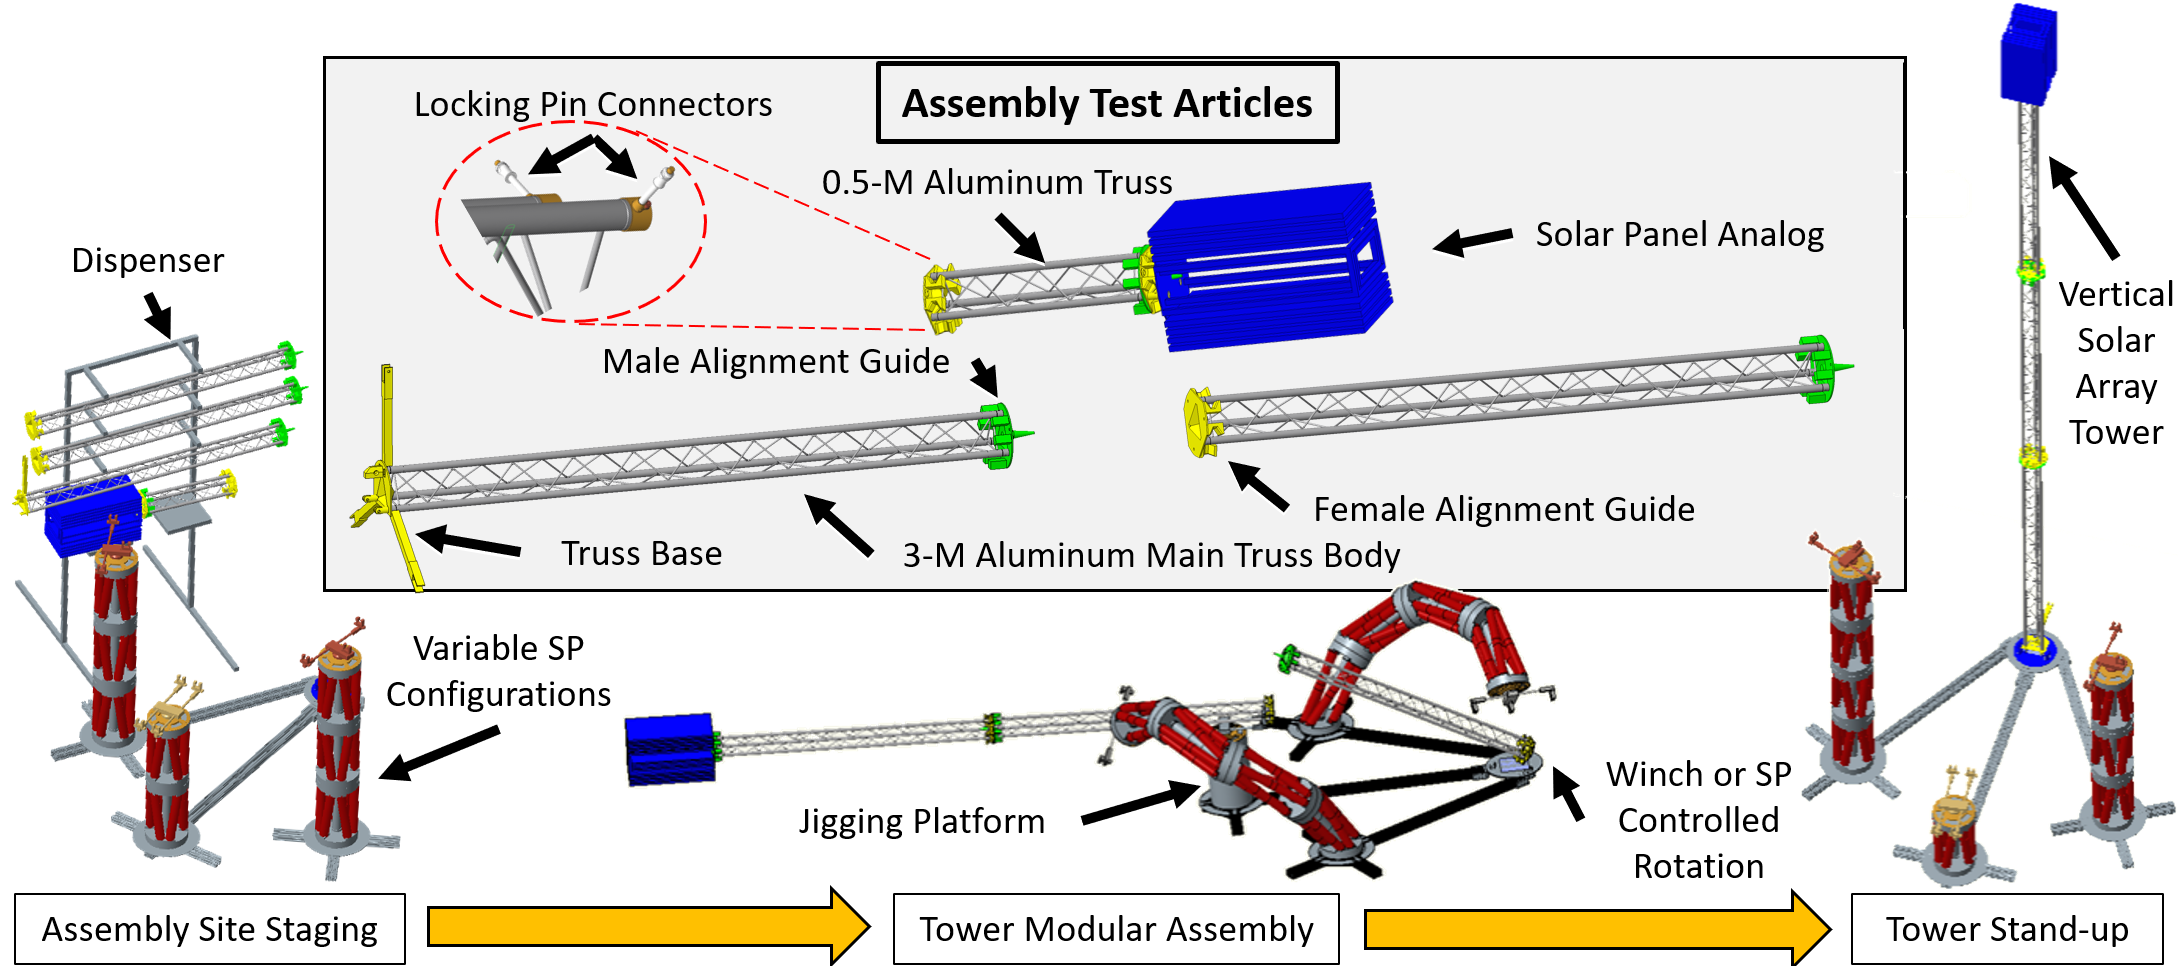 Assembly Test Articles
Locking Pin Connectors
0.5-M Aluminum Truss
Solar Panel Analog
Dispenser
Male Alignment Guide
Vertical
Solar
Array
Tower
Female Alignment Guide
Truss Base
3-M Aluminum Main Truss Body
Variable SP
Configurations
Jigging Platform
Winch or SP
Controlled
Rotation
Assembly Site Staging
Tower Modular Assembly
Tower Stand-up